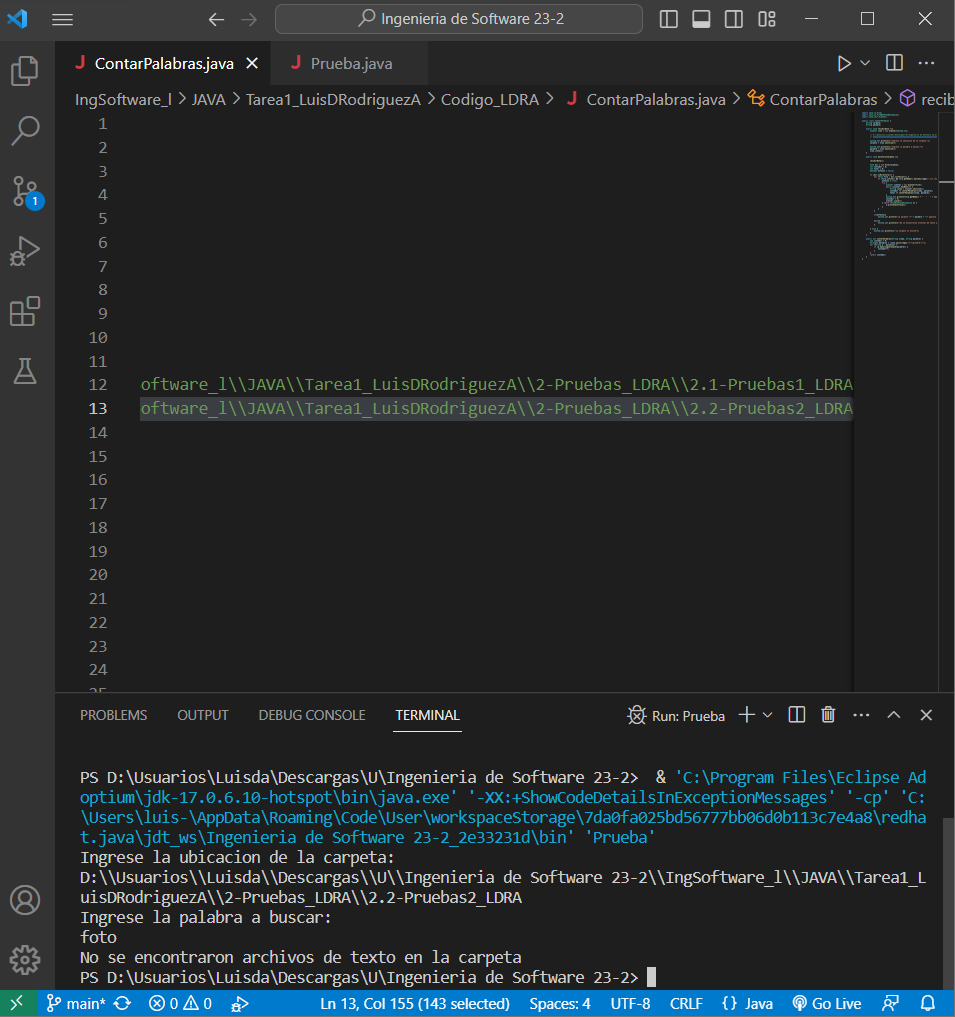 Ingenieria de Software 23-2
ContarPalabras.java
Prueba.java
IngSoftware_l > JAVA > Tarea1_LuisDRodriguezA > Codigo_LDRA > ContarPalabras.java > ContarPalabras > recib
1
2
3
4
5
6
7
8
9
10
11
12 oftware_l\\JAVA\\Tarea1_LuisDRodriguezA\\2-Pruebas_LDRA\\2.1-Pruebas1_LDRA
13 oftware_l\\JAVA\\Tarea1_LuisDRodriguezA\\2-Pruebas_LDRA\\2.2-Pruebas2_LDRA
14
15
16
17
18
19
20
21
22
23
24
25
1
PROBLEMS OUTPUT DEBUG CONSOLE TERMINAL Run: Prueba
PS D:\Usuarios\Luisda\Descargas\U\Ingenieria de Software 23-2>  & 'C:\Program Files\Eclipse Ad
optium\jdk-17.0.6.10-hotspot\bin\java.exe' '-XX:+ShowCodeDetailsInExceptionMessages' '-cp' 'C:
\Users\luis-\AppData\Roaming\Code\User\workspaceStorage\7da0fa025bd56777bb06d0b113c7e4a8\redha
t.java\jdt_ws\Ingenieria de Software 23-2_2e33231d\bin' 'Prueba'
Ingrese la ubicacion de la carpeta:
D:\\Usuarios\\Luisda\\Descargas\\U\\Ingenieria de Software 23-2\\IngSoftware_l\\JAVA\\Tarea1_L
uisDRodriguezA\\2-Pruebas_LDRA\\2.2-Pruebas2_LDRA
Ingrese la palabra a buscar:
foto
No se encontraron archivos de texto en la carpeta
PS D:\Usuarios\Luisda\Descargas\U\Ingenieria de Software 23-2>
main* 0 0 Ln 13, Col 155 (143 selected) Spaces: 4 UTF-8 CRLF {} Java Go Live